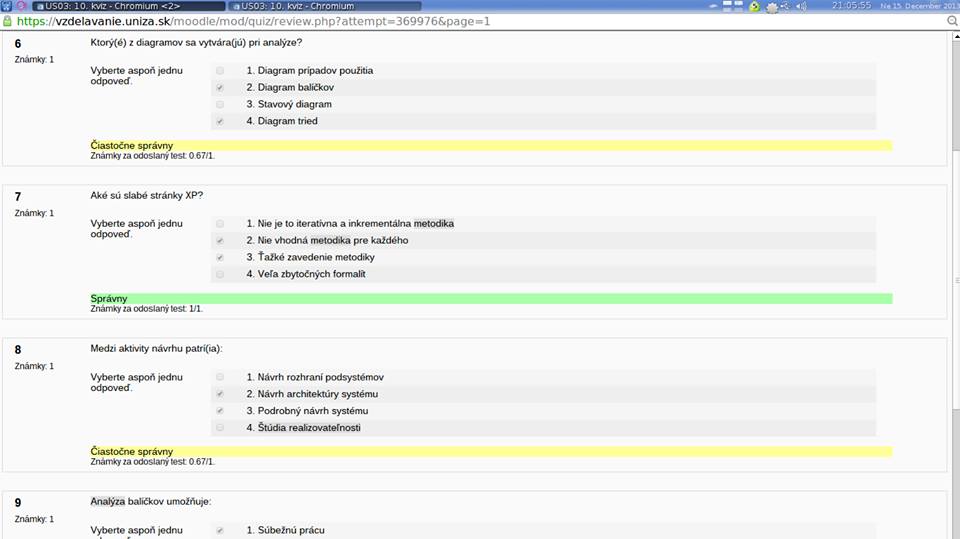 US03: 10. kvíz - Chromium <2>
US03: 10. kvíz - Chromium
21:05:55
Ne 15. December 2013
https://vzdelavanie.uniza.sk/moodle/mod/quiz/review.php?attempt=369976&page=1
6
Známky: 1
Ktorý(é) z diagramov sa vytvára(jú) pri analýze?
Vyberte aspoň jednu
odpoveď.
1. Diagram prípadov použitia
2. Diagram balíčkov
3. Stavový diagram
4. Diagram tried
Čiastočne správny
Známky za odoslaný test: 0.67/1.
7
Známky: 1
Aké sú slabé stránky XP?
Vyberte aspoň jednu
odpoveď.
1. Nie je to iteratívna a inkrementálna metodika
2. Nie vhodná metodika pre každého
3. Ťažké zavedenie metodiky
4. Veľa zbytočných formalít
Správny
Známky za odoslaný test: 1/1.
8
Známky: 1
Medzi aktivity návrhu patrí(ia):
Vyberte aspoň jednu
odpoveď.
1. Návrh rozhraní podsystémov
2. Návrh architektúry systému
3. Podrobný návrh systému
4. Štúdia realizovateľnosti
Čiastočne správny
Známky za odoslaný test: 0.67/1.
9
Známky: 1
Analýza balíčkov umožňuje:
Vyberte aspoň jednu
1. Súbežnú prácu